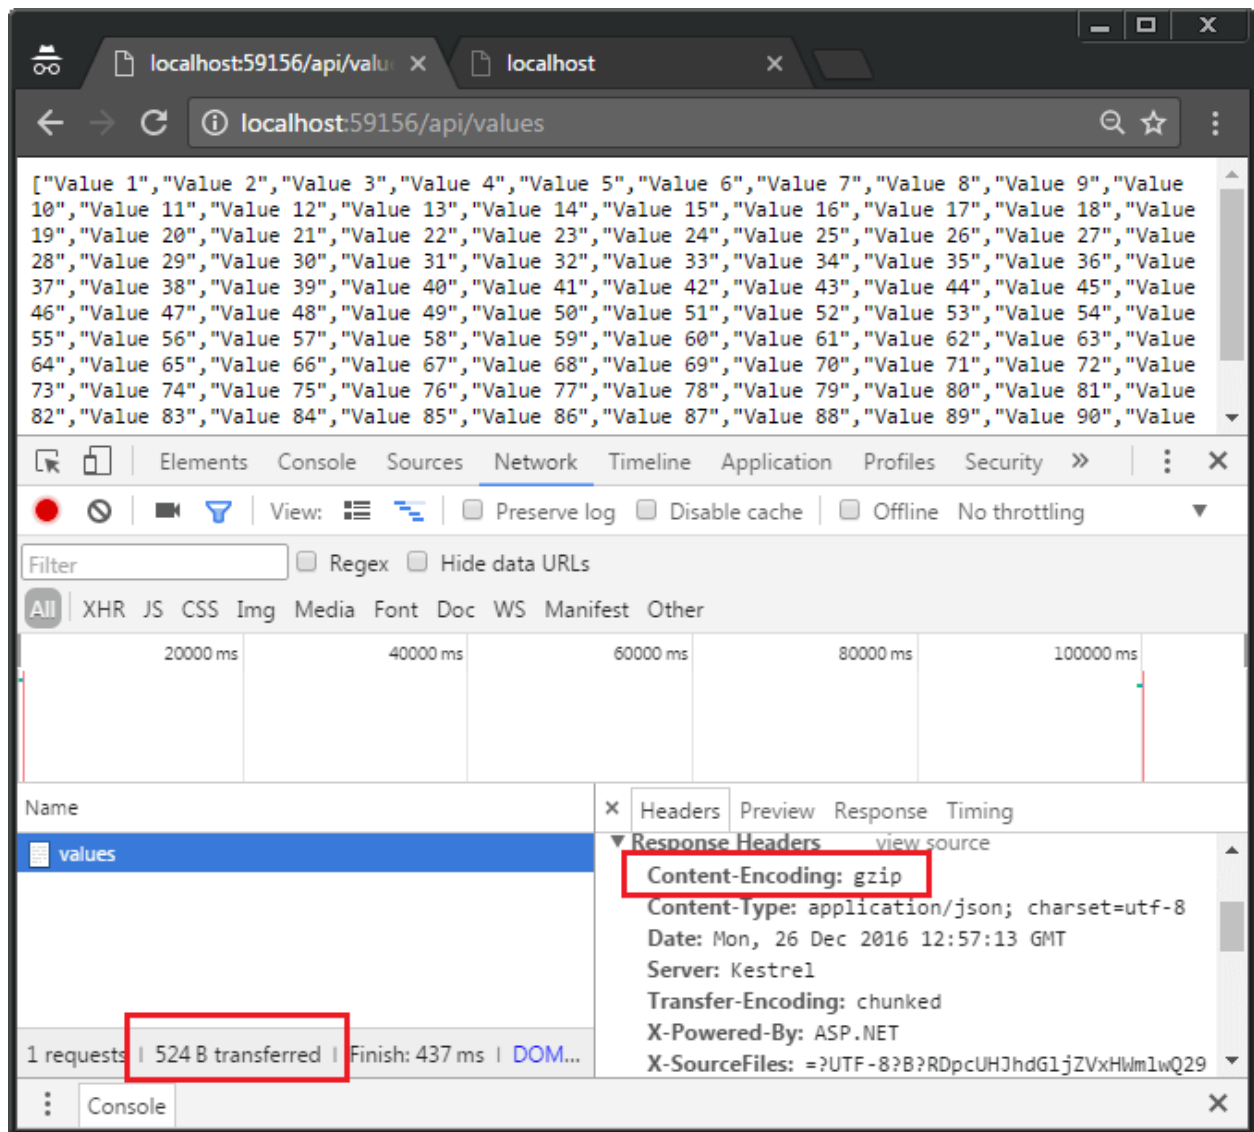 localhost:59156/api/valu
localhost
localhost:59156/api/values
["Value 1","Value 2","Value 3","Value 4","Value 5","Value 6","Value 7","Value 8","Value 9","Value
10","Value 11","Value 12","Value 13","Value 14","Value 15","Value 16","Value 17","Value 18","Value
19","Value 20","Value 21","Value 22","Value 23","Value 24","Value 25","Value 26","Value 27","Value
28","Value 29","Value 30","Value 31","Value 32","Value 33","Value 34","Value 35","Value 36","Value
37","Value 38","Value 39","Value 40","Value 41","Value 42","Value 43","Value 44","Value 45","Value
46","Value 47","Value 48","Value 49","Value 50","Value 51","Value 52","Value 53","Value 54","Value
55","Value 56","Value 57","Value 58","Value 59","Value 60","Value 61","Value 62","Value 63","Value
64","Value 65","Value 66","Value 67","Value 68","Value 69","Value 70","Value 71","Value 72","Value
73","Value 74","Value 75","Value 76","Value 77","Value 78","Value 79","Value 80","Value 81","Value
82","Value 83","Value 84","Value 85","Value 86","Value 87","Value 88","Value 89","Value 90","Value
Elements Console Sources Network Timeline Application Profiles Security »
View: Preserve log Disable cache Offline No throttling
Filter Regex Hide data URLs
All XHR JS CSS Img Media Font Doc WS Manifest Other
20000 ms 40000 ms 60000 ms 80000 ms 100000 ms
Name
values
1 requests | 524 B transferred | Finish: 437 ms | DOM...
Headers Preview Response Timing
Response Headers view source
Content-Encoding: gzip
Content-Type: application/json; charset=utf-8
Date: Mon, 26 Dec 2016 12:57:13 GMT
Server: Kestrel
Transfer-Encoding: chunked
X-Powered-By: ASP.NET
X-SourceFiles: =?UTF-8?B?RDpcUHJhdGljZVxHWmlwQ29
Console